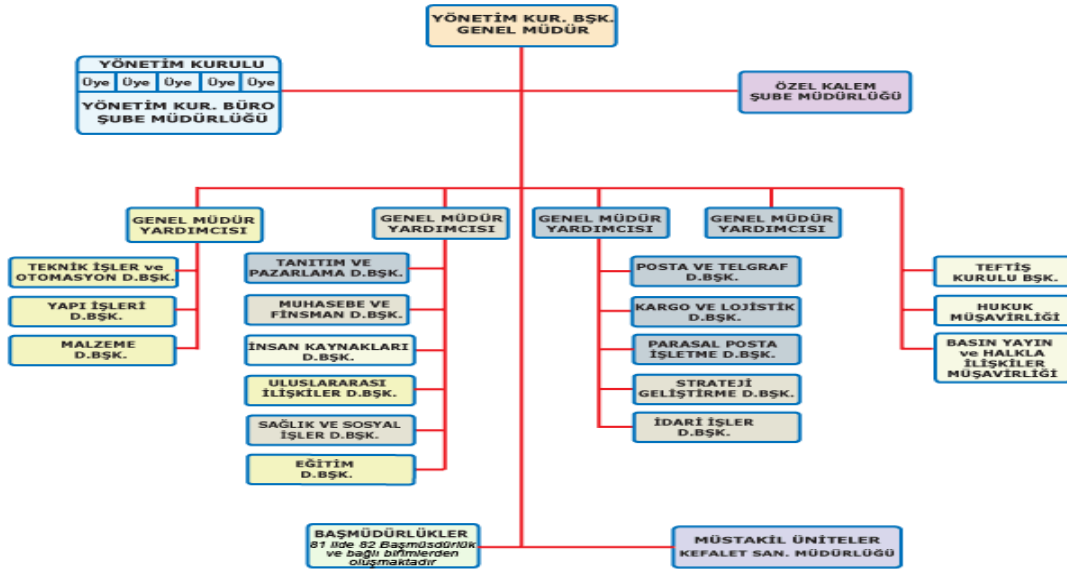 YÖNETİM KUR. BŞK.
GENEL MÜDÜR
YÖNETİM KURULU
Üye Üye Üye Üye Üye
YÖNETİM KUR. BÜRO
ŞUBE MÜDÜRLÜĞÜ
ÖZEL KALEM
ŞUBE MÜDÜRLÜĞÜ
GENEL MÜDÜR
YARDIMCISI
TEKNİK İŞLER ve
OTOMASYON D.BŞK.
YAPI İŞLERİ
D.BŞK.
MALZEME
D.BŞK.
GENEL MÜDÜR
YARDIMCISI
TANITIM VE
PAZARLAMA D.BŞK.
MUHASEBE VE
FİNSMAN D.BŞK.
İNSAN KAYNAKLARI
D.BŞK.
ULUSLARARASI
İLİŞKİLER D.BŞK.
SAĞLIK VE SOSYAL
İŞLER D.BŞK.
EĞİTİM
D.BŞK.
GENEL MÜDÜR
YARDIMCISI
POSTA VE TELGRAF
D.BŞK.
KARGO VE LOJİSTİK
D.BŞK.
PARASAL POSTA
İŞLETME D.BŞK.
STRATEJİ
GELİŞTİRME D.BŞK.
İDARİ İŞLER
D.BŞK.
GENEL MÜDÜR
YARDIMCISI
TEFTİŞ
KURULU BŞK.
HUKUK
MÜŞAVİRLİĞİ
BASIN YAYIN
ve HALKLA
İLİŞKİLER
MÜŞAVİRLİĞİ
BAŞMÜDÜRLÜKLER
81 ilde 82 Başmüsdürlük
ve bağlı birimlerden
oluşmaktadır
MÜSTAKİL ÜNİTELER
KEFALET SAN. MÜDÜRLÜĞÜ